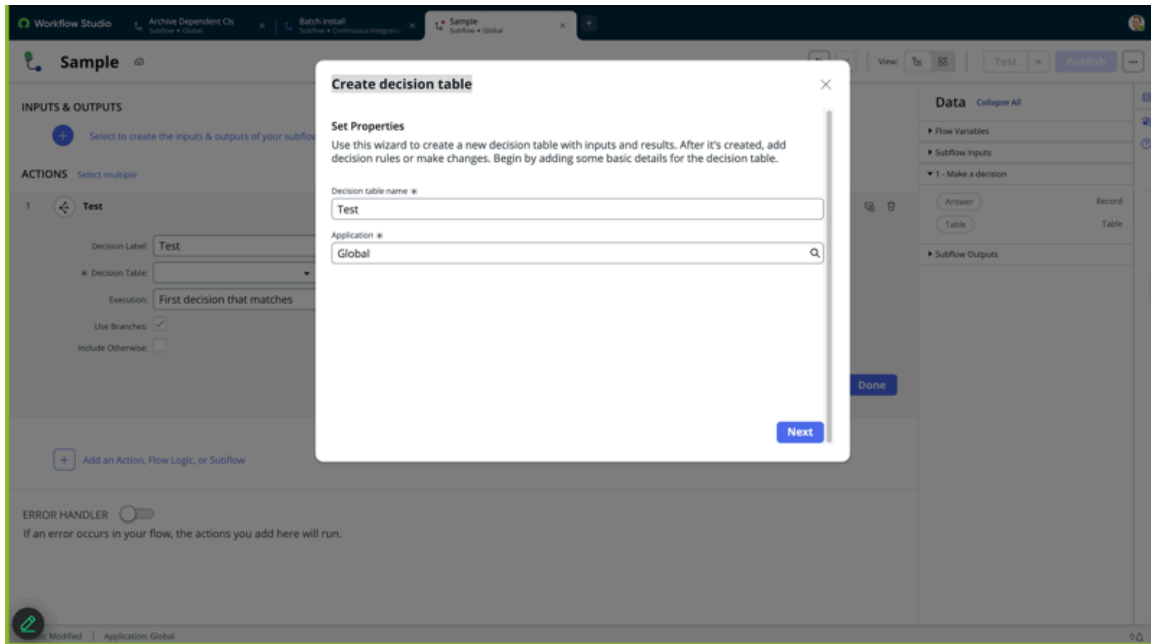 Workflow Studio
Archive Dependent CIs
Subflow • Global
Batch Install
Subflow • Continuous Integratio
Sample
Subflow • Global
Sample
View:
Test
Publish
INPUTS & OUTPUTS
Select to create the inputs & outputs of your subflow
ACTIONS Select multiple
1 Test
Decision Label: Test
* Decision Table:
Execution: First decision that matches
Use Branches:
Include Otherwise:
Done
Add an Action, Flow Logic, or Subflow
ERROR HANDLER
If an error occurs in your flow, the actions you add here will run.
Create decision table
Set Properties
Use this wizard to create a new decision table with inputs and results. After it's created, add
decision rules or make changes. Begin by adding some basic details for the decision table.
Decision table name *
Test
Application *
Global
Next
Data Collapse All
Flow Variables
Subflow Inputs
1 - Make a decision
Answer Record
Table Table
Subflow Outputs
Modified | Application: Global
0